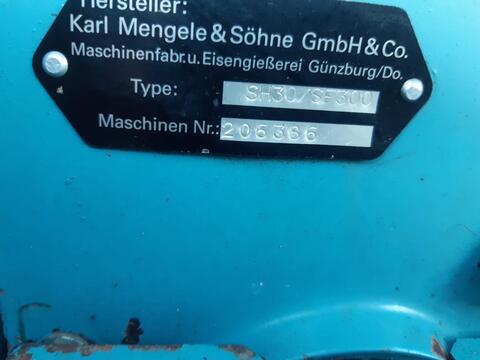 Hersteller:
Karl Mengele & Söhne GmbH & Co.
Maschinenfabr. u. Eisengießerei Günzburg/Do.
Type: SH30/SF300
Maschinen Nr.: 206366